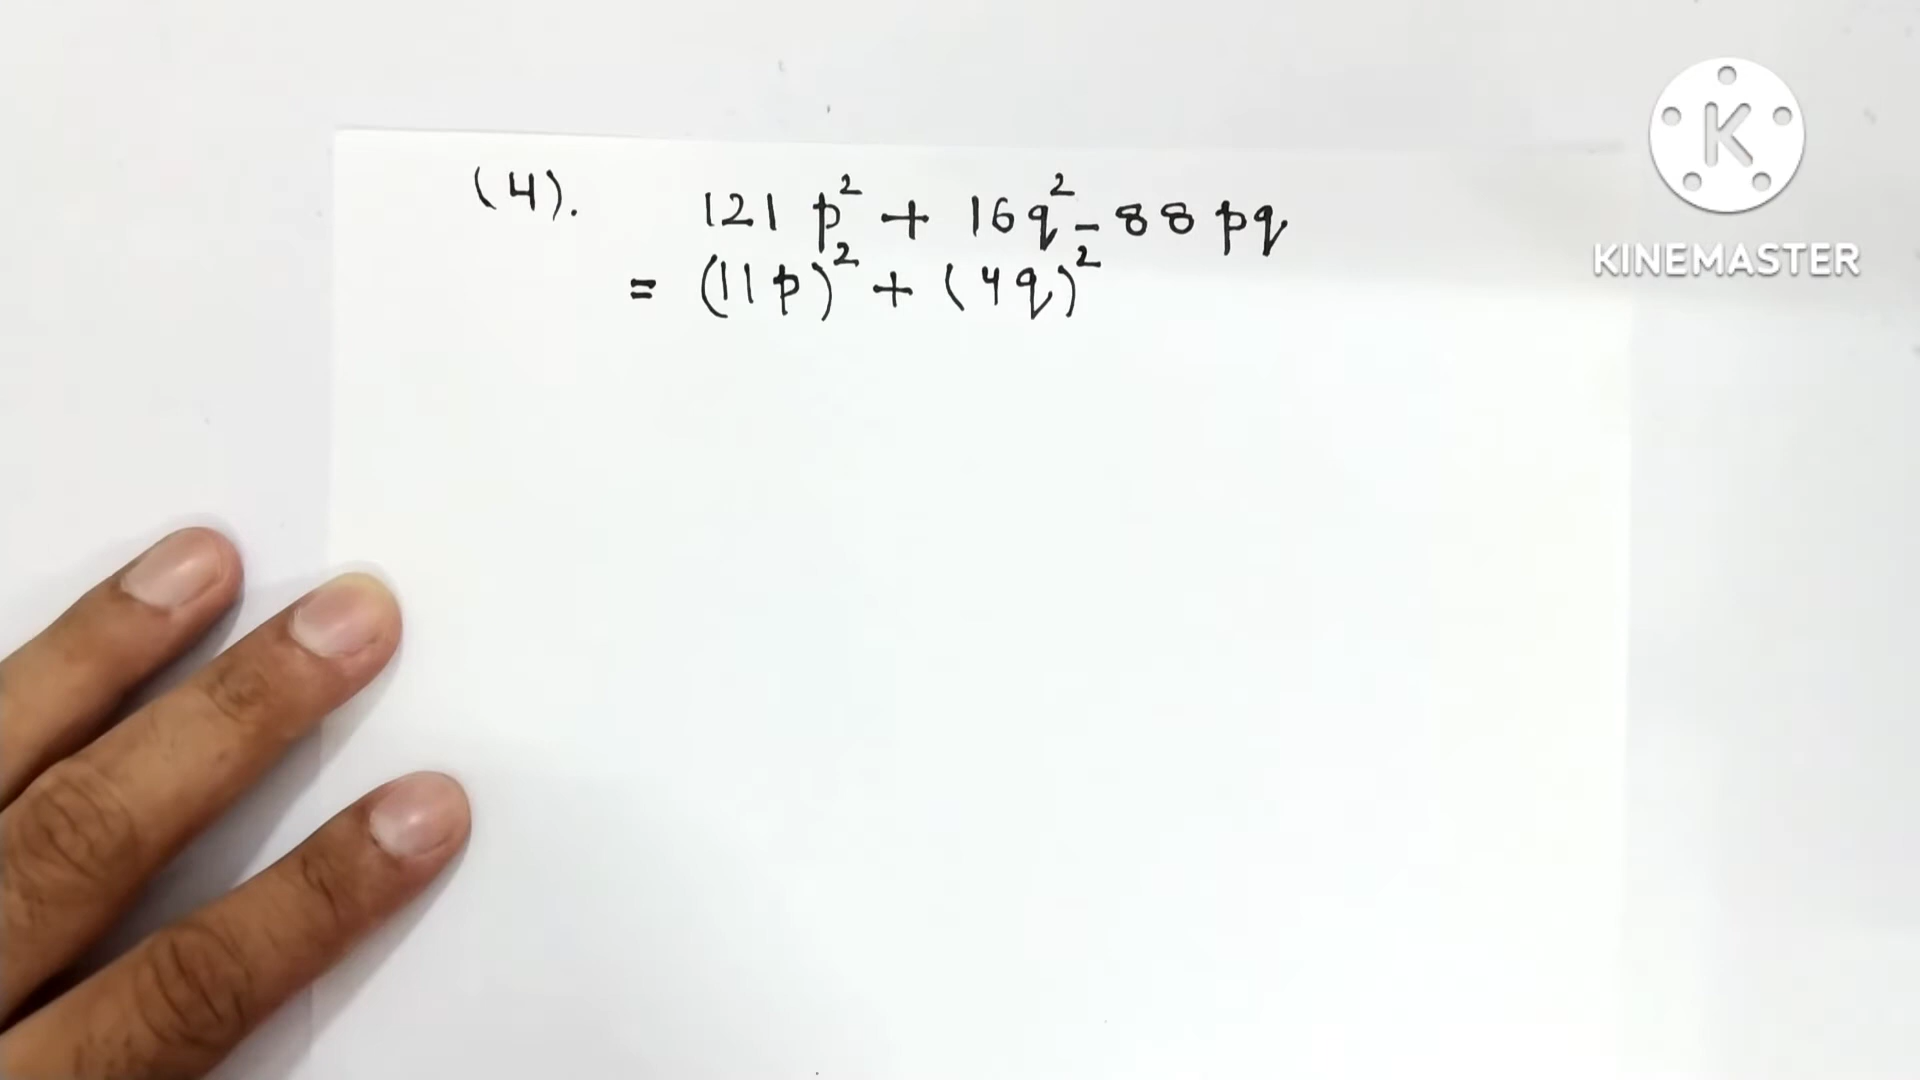 (4). 121 p² + 16q² - 88 pq
= (11p)² + (4q)²
K
KINEMASTER